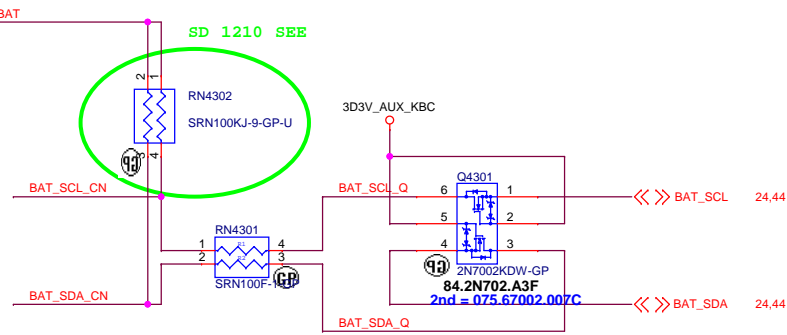 BAT
SD 1210 SEE
2 1
RN4302
SRN100KJ-9-GP-U
3 4
3D3V_AUX_KBC
BAT_SCL_CN
BAT_SCL_Q
Q4301
6 1
5 2
4 3
BAT_SCL 24,44
RN4301
1 4
2 3
R1
R2
2N7002KDW-GP
84.2N702.A3F
2nd = 075.67002.007C
BAT_SDA_CN
BAT_SDA 24,44
BAT_SDA_Q